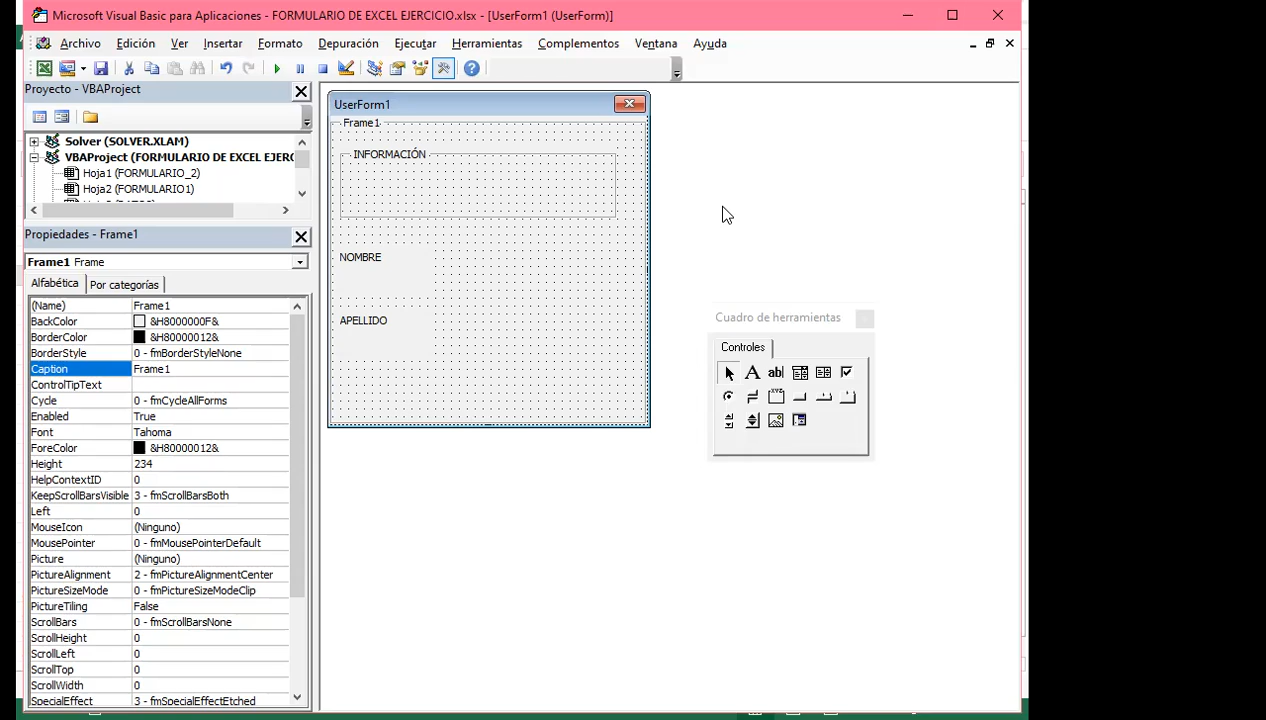 Microsoft Visual Basic para Aplicaciones - FORMULARIO DE EXCEL EJERCICIO.xlsx - [UserForm1 (UserForm)]
Archivo Edición Ver Insertar Formato Depuración Ejecutar Herramientas Complementos Ventana Ayuda
Proyecto - VBAProject
Solver (SOLVER.XLAM)
VBAProject (FORMULARIO DE EXCEL EJERC
Hoja1 (FORMULARIO_2)
Hoja2 (FORMULARIO1)
Propiedades - Frame1
Frame1 Frame
Alfabética Por categorías
(Name) Frame1
BackColor &H8000000F&
BorderColor &H80000012&
BorderStyle 0 - fmBorderStyleNone
Caption Frame1
ControlTipText
Cycle 0 - fmCycleAllForms
Enabled True
Font Tahoma
ForeColor &H80000012&
Height 234
HelpContextID 0
KeepScrollBarsVisible 3 - fmScrollBarsBoth
Left 0
MouseIcon (Ninguno)
MousePointer 0 - fmMousePointerDefault
Picture (Ninguno)
PictureAlignment 2 - fmPictureAlignmentCenter
PictureSizeMode 0 - fmPictureSizeModeClip
PictureTiling False
ScrollBars 0 - fmScrollBarsNone
ScrollHeight 0
ScrollLeft 0
ScrollTop 0
ScrollWidth 0
SpecialEffect 3 - fmSpecialEffectEtched
UserForm1
Frame1
INFORMACIÓN
NOMBRE
APELLIDO
Cuadro de herramientas
Controles
A ab|